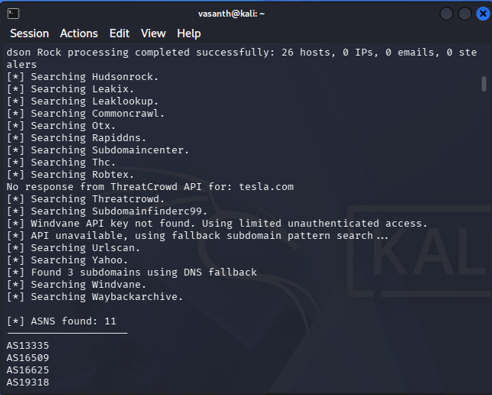 vasanth@kali: ~
Session Actions Edit View Help
dson Rock processing completed successfully: 26 hosts, 0 IPs, 0 emails, 0 ste
alers
[*] Searching Hudsonrock.
[*] Searching Leakix.
[*] Searching Leaklookup.
[*] Searching Commoncrawl.
[*] Searching Otx.
[*] Searching Rapiddns.
[*] Searching Subdomaincenter.
[*] Searching Thc.
[*] Searching Robtex.
No response from ThreatCrowd API for: tesla.com
[*] Searching Threatcrowd.
[*] Searching Subdomainfinderc99.
[*] Windvane API key not found. Using limited unauthenticated access.
[*] API unavailable, using fallback subdomain pattern search...
[*] Searching Urlscan.
[*] Searching Yahoo.
[*] Found 3 subdomains using DNS fallback
[*] Searching Windvane.
[*] Searching Waybackarchive.
[*] ASNS found: 11
--------------------
AS13335
AS16509
AS16625
AS19318
KAL